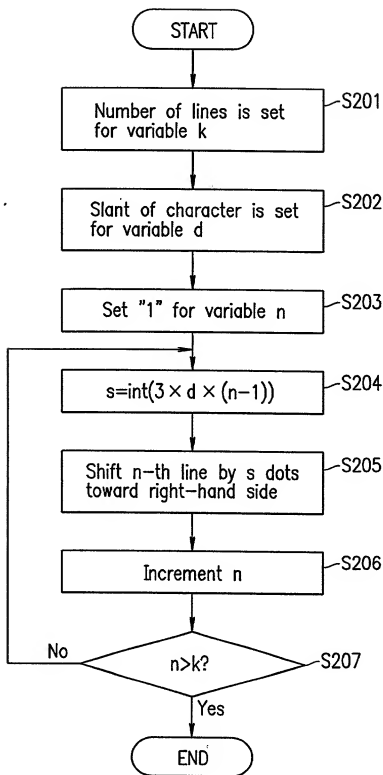 START
Number of lines is set
for variable k
S201
Slant of character is set
for variable d
S202
Set "1" for variable n
S203
s=int(3×d×(n-1))
S204
Shift n-th line by s dots
toward right-hand side
S205
Increment n
S206
No
n>k?
S207
Yes
END